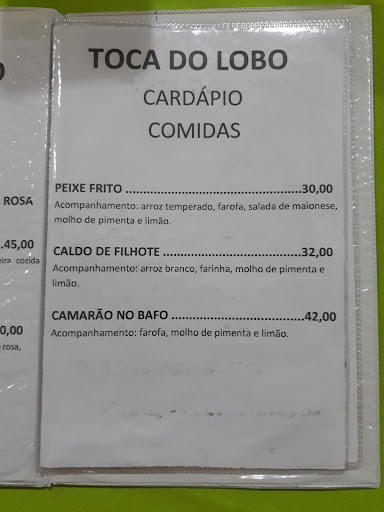 TOCA DO LOBO
CARDÁPIO
COMIDAS
PEIXE FRITO ...........................................30,00
Acompanhamento: arroz temperado, farofa, salada de maionese,
molho de pimenta e limão.
CALDO DE FILHOTE ..................................32,00
Acompanhamento: arroz branco, farinha, molho de pimenta e
limão.
CAMARÃO NO BAFO ................................42,00
Acompanhamento: farofa, molho de pimenta e limão.
ROSA
.45,00
cozida
0,00
rosa,